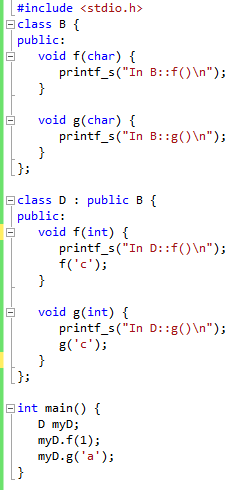 #include <stdio.h>
class B {
public:
   void f(char) {
      printf_s("In B::f()\n");
   }

   void g(char) {
      printf_s("In B::g()\n");
   }
};

class D : public B {
public:
   void f(int) {
      printf_s("In D::f()\n");
      f('c');
   }

   void g(int) {
      printf_s("In D::g()\n");
      g('c');
   }
};

int main() {
   D myD;
   myD.f(1);
   myD.g('a');
}